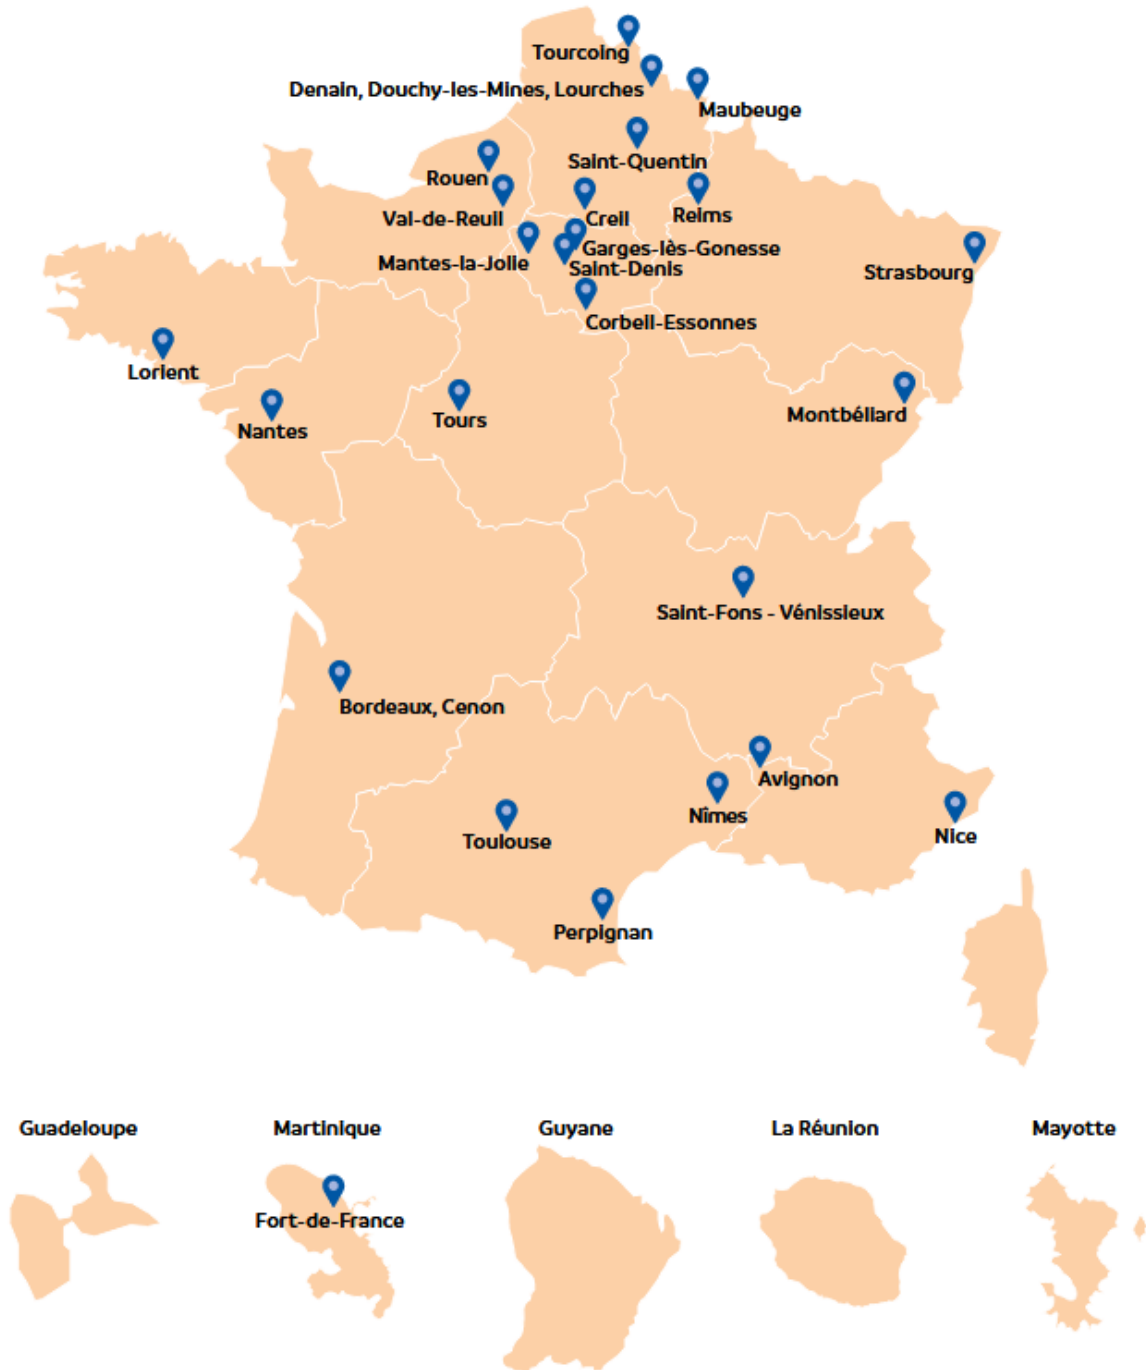 Tourcoing
Denain, Douchy-les-Mines, Lourches
Maubeuge
Saint-Quentin
Rouen
Val-de-Reuil
Creil
Reims
Mantes-la-Jolie
Garges-lès-Gonesse
Saint-Denis
Strasbourg
Corbeil-Essonnes
Lorient
Nantes
Tours
Montbéliard
Saint-Fons - Vénissieux
Bordeaux, Cenon
Avignon
Nîmes
Nice
Toulouse
Perpignan
Guadeloupe
Martinique
Guyane
La Réunion
Mayotte
Fort-de-France